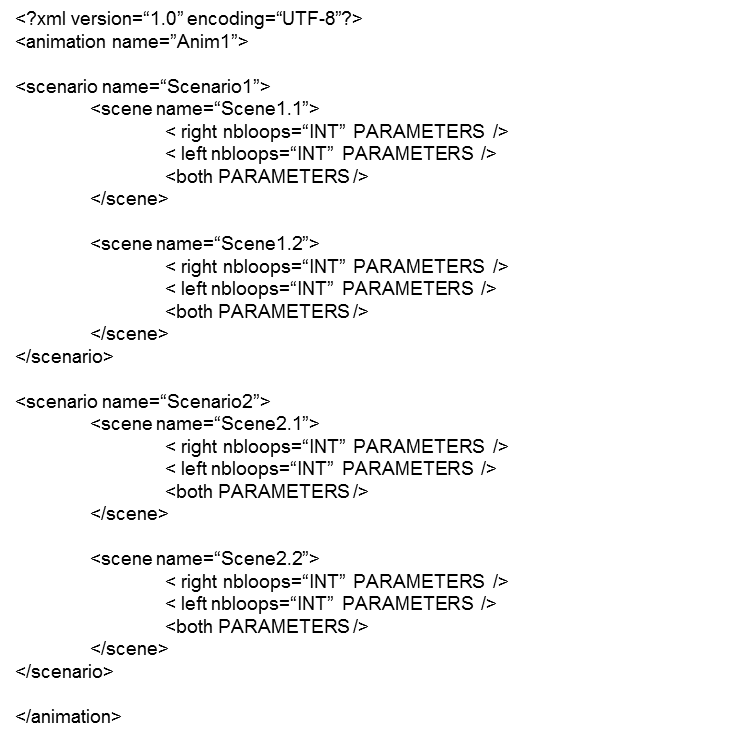 <?xml version=“1.0” encoding=“UTF-8”?>
<animation name=”Anim1”>
<scenario name=“Scenario1”>
<scene name=“Scene1.1”>
< right nbloops=“INT” PARAMETERS />
< left nbloops=“INT” PARAMETERS />
<both PARAMETERS />
</scene>
<scene name=“Scene1.2”>
< right nbloops=“INT” PARAMETERS />
< left nbloops=“INT” PARAMETERS />
<both PARAMETERS />
</scene>
</scenario>
<scenario name=“Scenario2”>
<scene name=“Scene2.1”>
< right nbloops=“INT” PARAMETERS />
< left nbloops=“INT” PARAMETERS />
<both PARAMETERS />
</scene>
<scene name=“Scene2.2”>
< right nbloops=“INT” PARAMETERS />
< left nbloops=“INT” PARAMETERS />
<both PARAMETERS />
</scene>
</scenario>
</animation>